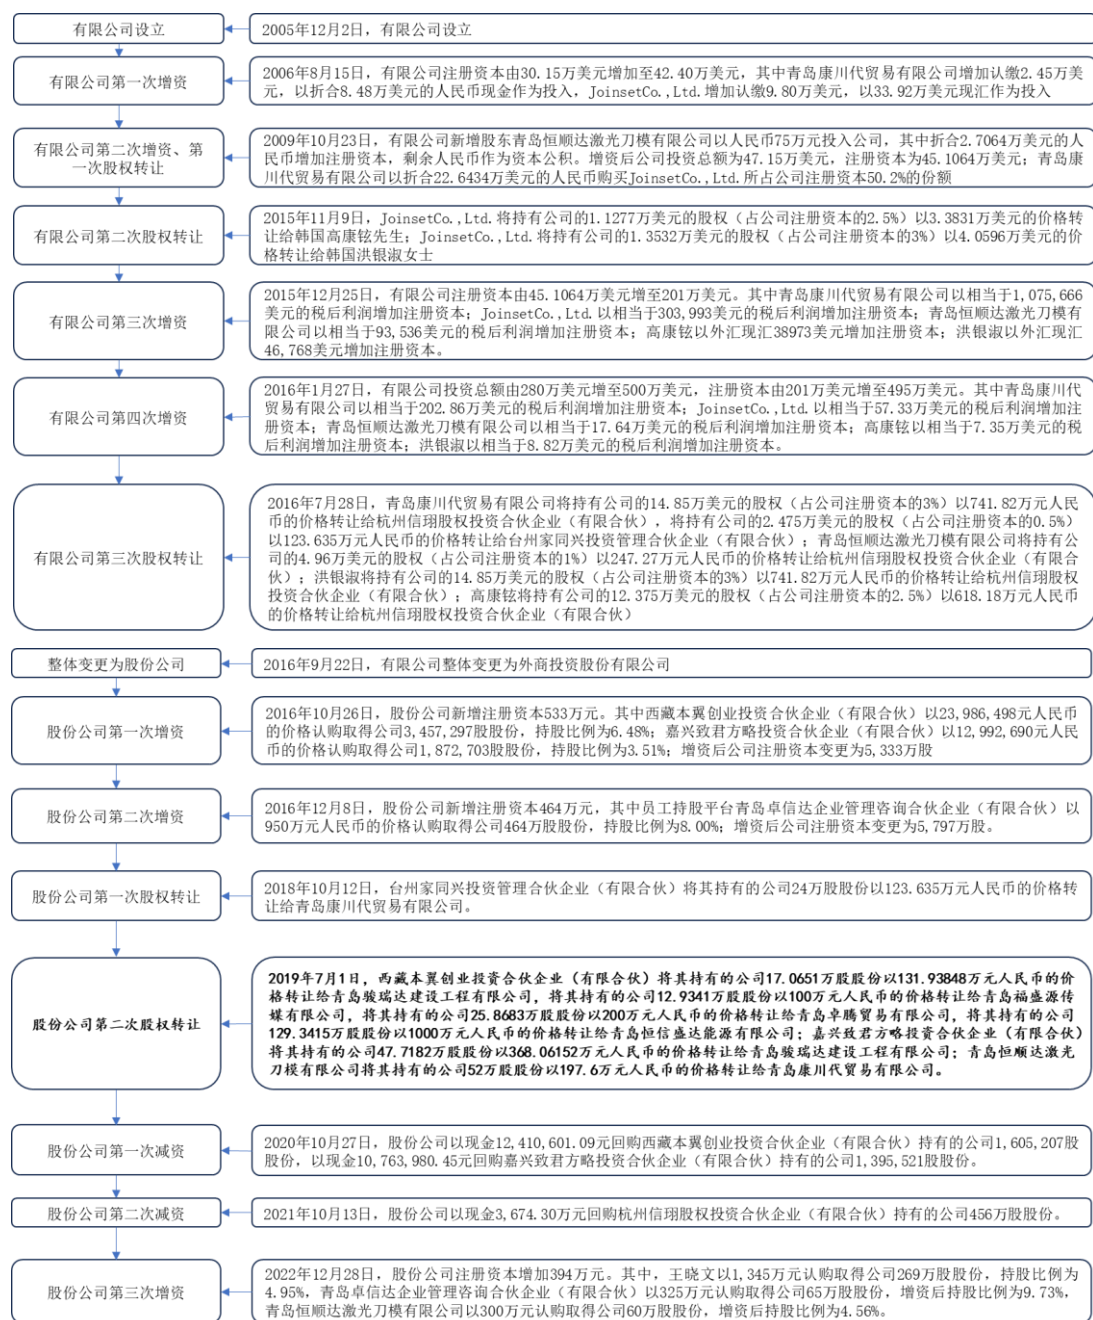 有限公司设立
2005年12月2日，有限公司设立
有限公司第一次增资
2006年8月15日，有限公司注册资本由30.15万美元增加至42.40万美元，其中青岛康川代贸易有限公司增加认缴2.45万美
元，以折合8.48万美元的人民币现金作为投入，JoinsetCo.,Ltd.增加认缴9.80万美元，以33.92万美元现汇作为投入
有限公司第二次增资、第
一次股权转让
2009年10月23日，有限公司新增股东青岛恒顺达激光刀模有限公司以人民币75万元投入公司，其中折合2.7064万美元的人
民币增加注册资本，剩余人民币作为资本公积。增资后公司投资总额为47.15万美元，注册资本为45.1064万美元；青岛康
川代贸易有限公司以折合22.6434万美元的人民币购买JoinsetCo.,Ltd.所占公司注册资本50.2%的份额
有限公司第二次股权转让
2015年11月9日，JoinsetCo.,Ltd.将持有公司的1.1277万美元的股权（占公司注册资本的2.5%）以3.3831万美元的价格转
让给韩国高康铉先生；JoinsetCo.,Ltd.将持有公司的1.3532万美元的股权（占公司注册资本的3%）以4.0596万美元的价
格转让给韩国洪银淑女士
有限公司第三次增资
2015年12月25日，有限公司注册资本由45.1064万美元增至201万美元。其中青岛康川代贸易有限公司以相当于1,075,666
美元的税后利润增加注册资本；JoinsetCo.,Ltd.以相当于303,993美元的税后利润增加注册资本；青岛恒顺达激光刀模有
限公司以相当于93,536美元的税后利润增加注册资本；高康铉以外汇现汇38973美元增加注册资本；洪银淑以外汇现汇
46,768美元增加注册资本。
有限公司第四次增资
2016年1月27日，有限公司投资总额由280万美元增至500万美元，注册资本由201万美元增至495万美元。其中青岛康川代
贸易有限公司以相当于202.86万美元的税后利润增加注册资本；JoinsetCo.,Ltd.以相当于57.33万美元的税后利润增加注
册资本；青岛恒顺达激光刀模有限公司以相当于17.64万美元的税后利润增加注册资本；高康铉以相当于7.35万美元的税
后利润增加注册资本；洪银淑以相当于8.82万美元的税后利润增加注册资本。
有限公司第三次股权转让
2016年7月28日，青岛康川代贸易有限公司将持有公司的14.85万美元的股权（占公司注册资本的3%）以741.82万元人民
币的价格转让给杭州信珝股权投资合伙企业（有限合伙），将持有公司的2.475万美元的股权（占公司注册资本的0.5%）
以123.635万元人民币的价格转让给台州家同兴投资管理合伙企业（有限合伙）；青岛恒顺达激光刀模有限公司将持有公
司的4.96万美元的股权（占公司注册资本的1%）以247.27万元人民币的价格转让给杭州信珝股权投资合伙企业（有限合
伙）；洪银淑将持有公司的14.85万美元的股权（占公司注册资本的3%）以741.82万元人民币的价格转让给杭州信珝股权
投资合伙企业（有限合伙）；高康铉将持有公司的12.375万美元的股权（占公司注册资本的2.5%）以618.18万元人民币
的价格转让给杭州信珝股权投资合伙企业（有限合伙）
整体变更为股份公司
2016年9月22日，有限公司整体变更为外商投资股份有限公司
股份公司第一次增资
2016年10月26日，股份公司新增注册资本533万元。其中西藏本翼创业投资合伙企业（有限合伙）以23,986,498元人民币
的价格认购取得公司3,457,297股股份，持股比例为6.48%；嘉兴致君方略投资合伙企业（有限合伙）以12,992,690元人民
币的价格认购取得公司1,872,703股股份，持股比例为3.51%；增资后公司注册资本变更为5,333万股
股份公司第二次增资
2016年12月8日，股份公司新增注册资本464万元，其中员工持股平台青岛卓信达企业管理咨询合伙企业（有限合伙）以
950万元人民币的价格认购取得公司464万股股份，持股比例为8.00%；增资后公司注册资本变更为5,797万股。
股份公司第一次股权转让
2018年10月12日，台州家同兴投资管理合伙企业（有限合伙）将其持有的公司24万股股份以123.635万元人民币的价格转
让给青岛康川代贸易有限公司。
股份公司第二次股权转让
2019年7月1日，西藏本翼创业投资合伙企业（有限合伙）将其持有的公司17.0651万股股份以131.93848万元人民币的价
格转让给青岛骏瑞达建设工程有限公司，将其持有的公司12.9341万股股份以100万元人民币的价格转让给青岛福盛源传
媒有限公司，将其持有的公司25.8683万股股份以200万元人民币的价格转让给青岛卓腾贸易有限公司，将其持有的公司
129.3415万股股份以1000万元人民币的价格转让给青岛恒信盛达能源有限公司；嘉兴致君方略投资合伙企业（有限合伙）
将其持有的公司47.7182万股股份以368.06152万元人民币的价格转让给青岛骏瑞达建设工程有限公司；青岛恒顺达激光
刀模有限公司将其持有的公司52万股股份以197.6万元人民币的价格转让给青岛康川代贸易有限公司。
股份公司第一次减资
2020年10月27日，股份公司以现金12,410,601.09元回购西藏本翼创业投资合伙企业（有限合伙）持有的公司1,605,207股
股份，以现金10,763,980.45元回购嘉兴致君方略投资合伙企业（有限合伙）持有的公司1,395,521股股份。
股份公司第二次减资
2021年10月13日，股份公司以现金3,674.30万元回购杭州信珝股权投资合伙企业（有限合伙）持有的公司456万股股份。
股份公司第三次增资
2022年12月28日，股份公司注册资本增加394万元。其中，王晓文以1,345万元认购取得公司269万股股份，持股比例为
4.95%，青岛卓信达企业管理咨询合伙企业（有限合伙）以325万元认购取得公司65万股股份，增资后持股比例为9.73%，
青岛恒顺达激光刀模有限公司以300万元认购取得公司60万股股份，增资后持股比例为4.56%。